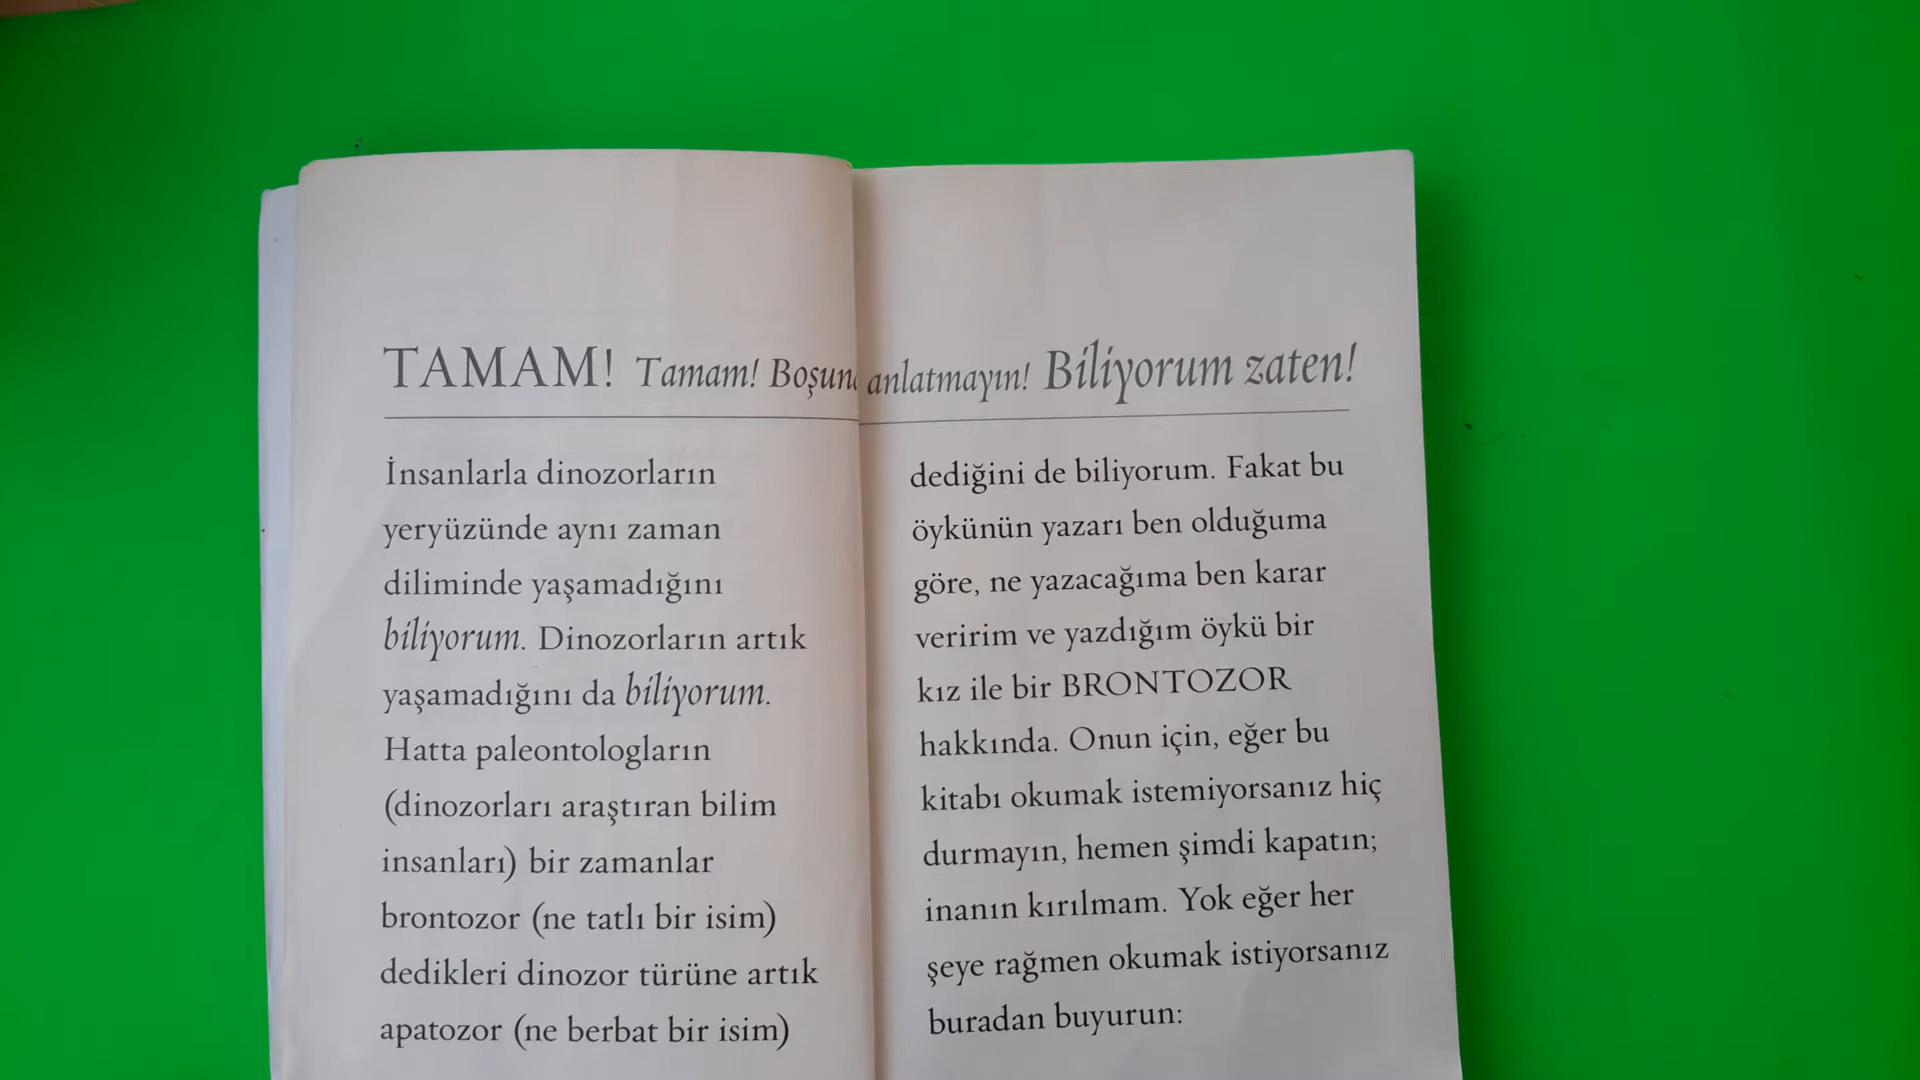 TAMAM! Tamam! Boşuna anlatmayın! Biliyorum zaten!
İnsanlarla dinozorların
yeryüzünde aynı zaman
diliminde yaşamadığını
biliyorum. Dinozorların artık
yaşamadığını da biliyorum.
Hatta paleontologların
(dinozorları araştıran bilim
insanları) bir zamanlar
brontozor (ne tatlı bir isim)
dedikleri dinozor türüne artık
apatozor (ne berbat bir isim)
dediğini de biliyorum. Fakat bu
öykünün yazarı ben olduğuma
göre, ne yazacağıma ben karar
veririm ve yazdığım öykü bir
kız ile bir BRONTOZOR
hakkında. Onun için, eğer bu
kitabı okumak istemiyorsanız hiç
durmayın, hemen şimdi kapatın;
inanın kırılmam. Yok eğer her
şeye rağmen okumak istiyorsanız
buradan buyurun: